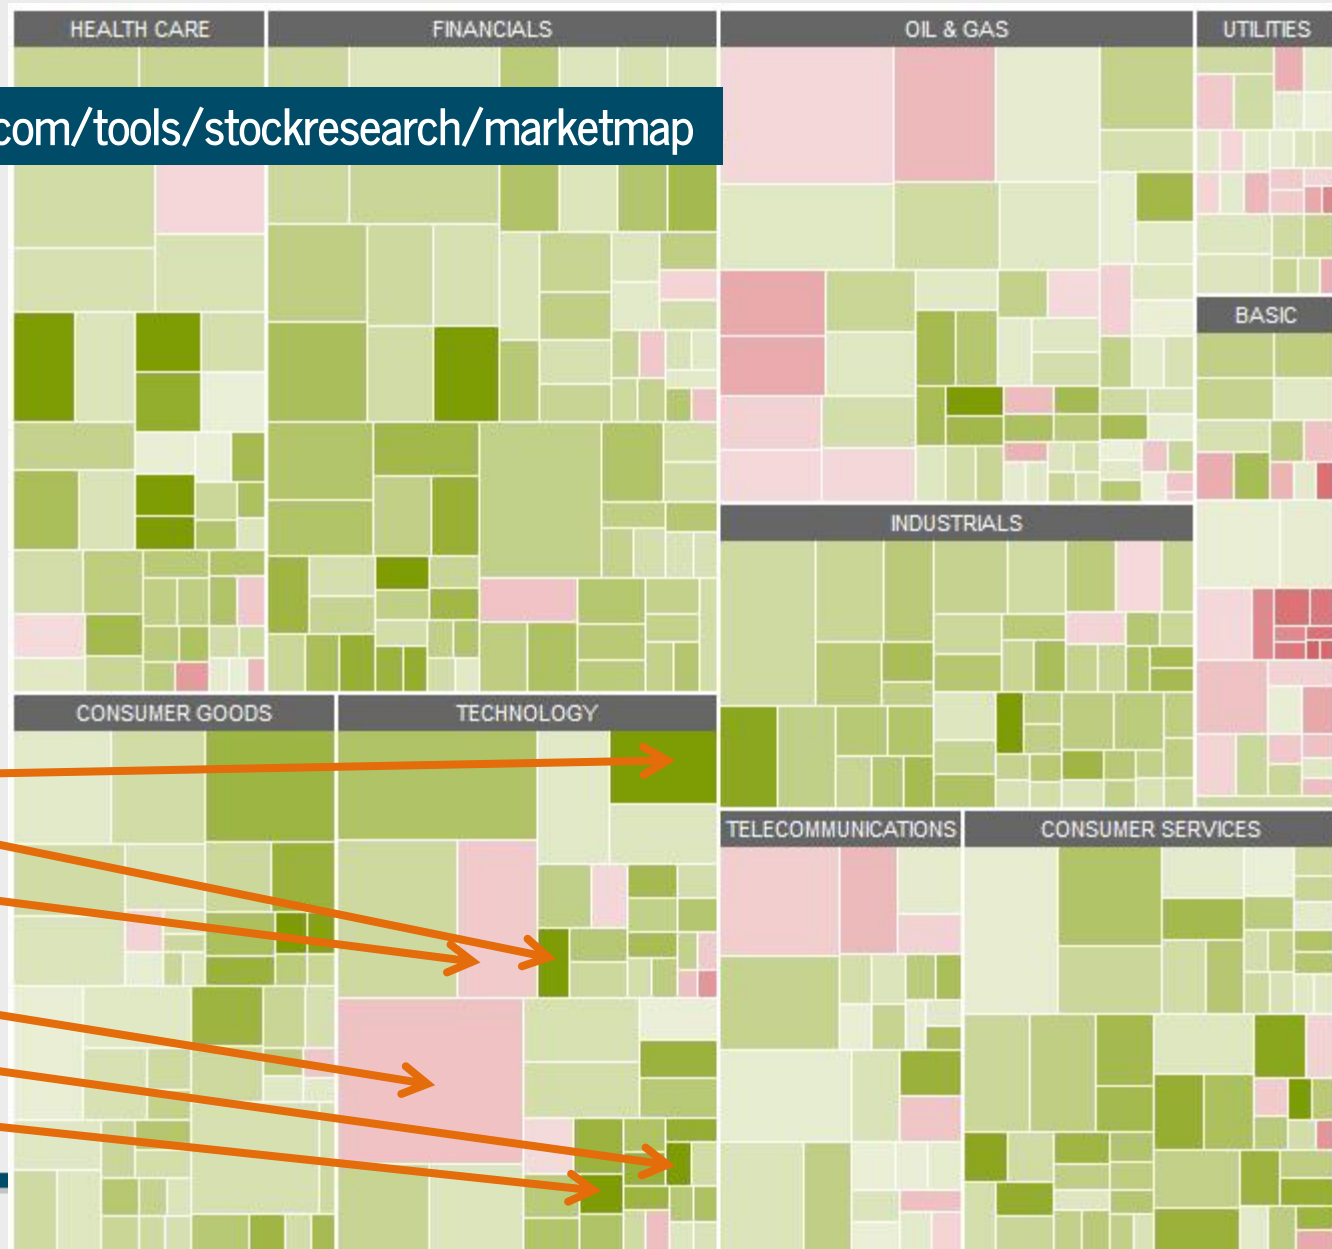 HEALTH CARE
FINANCIALS
OIL & GAS
UTILITIES
com/tools/stockresearch/marketmap
BASIC
INDUSTRIALS
CONSUMER GOODS
TECHNOLOGY
TELECOMMUNICATIONS
CONSUMER SERVICES